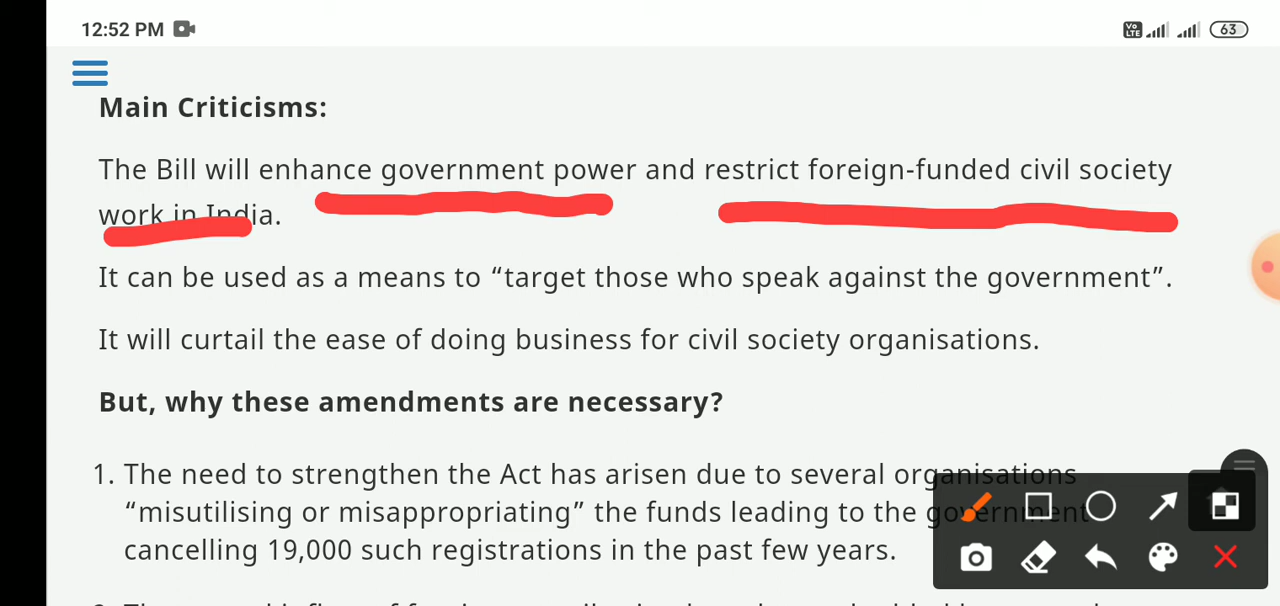 12:52 PM
Vo LTE 63
Main Criticisms:
The Bill will enhance government power and restrict foreign-funded civil society
work in India.
It can be used as a means to “target those who speak against the government”.
It will curtail the ease of doing business for civil society organisations.
But, why these amendments are necessary?
1. The need to strengthen the Act has arisen due to several organisations
“misutilising or misappropriating” the funds leading to the government
cancelling 19,000 such registrations in the past few years.